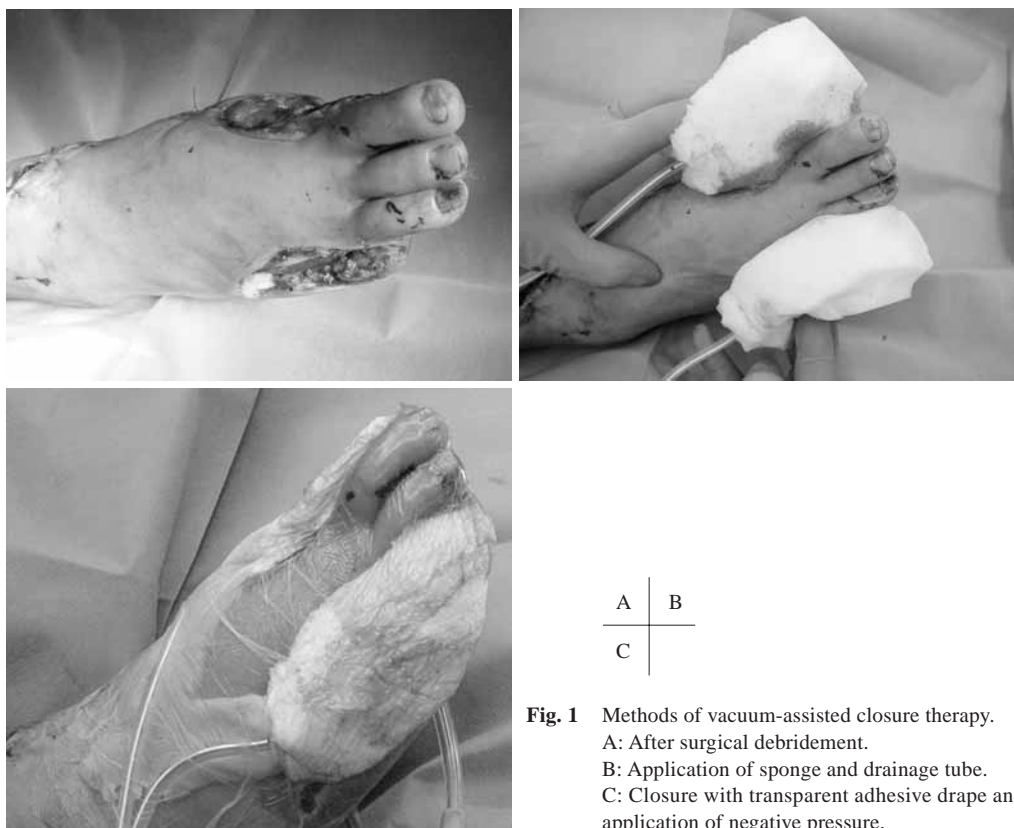 A B
C
Fig. 1 Methods of vacuum-assisted closure therapy.
A: After surgical debridement.
B: Application of sponge and drainage tube.
C: Closure with transparent adhesive drape an
application of negative pressure.